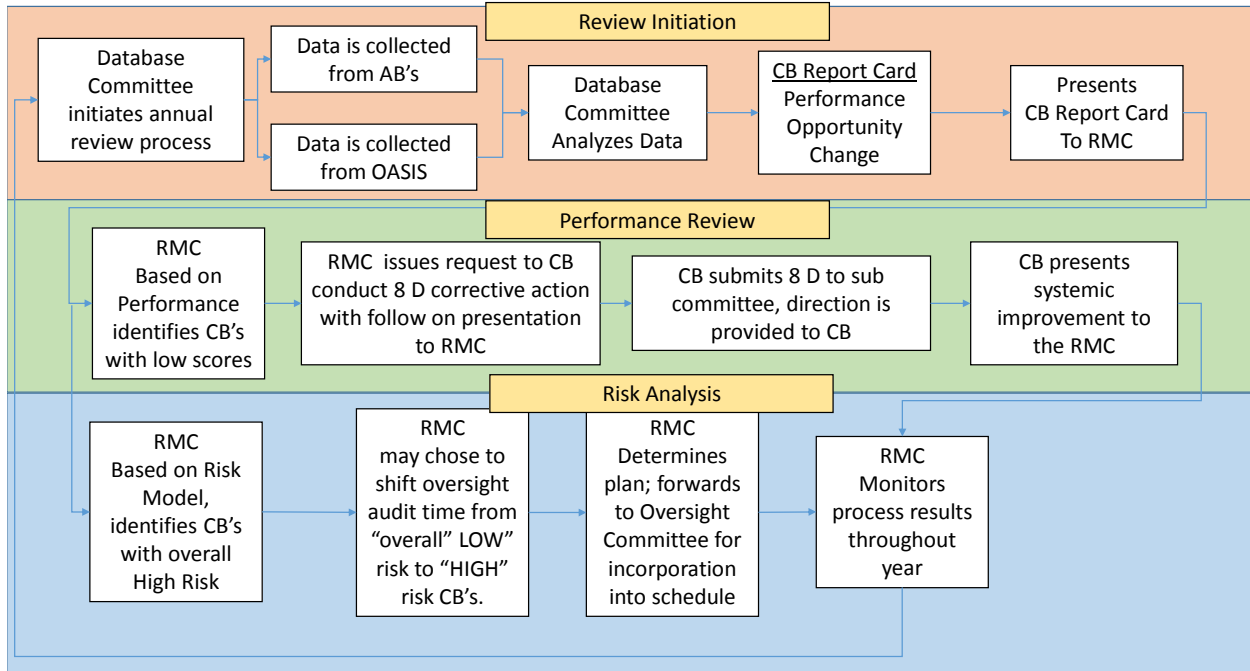 Review Initiation
Database
Committee
initiates annual
review process
Data is collected
from AB's
Data is collected
from OASIS
Database
Committee
Analyzes Data
CB Report Card
Performance
Opportunity
Change
Presents
CB Report Card
To RMC
Performance Review
RMC
Based on
Performance
identifies CB's
with low scores
RMC issues request to CB
conduct 8 D corrective action
with follow on presentation
to RMC
CB submits 8 D to sub
committee, direction is
provided to CB
CB presents
systemic
improvement to
the RMC
Risk Analysis
RMC
Based on Risk
Model,
identifies CB's
with overall
High Risk
RMC
may chose to
shift oversight
audit time from
“overall” LOW”
risk to “HIGH”
risk CB's.
RMC
Determines
plan; forwards
to Oversight
Committee for
incorporation
into schedule
RMC
Monitors
process results
throughout
year